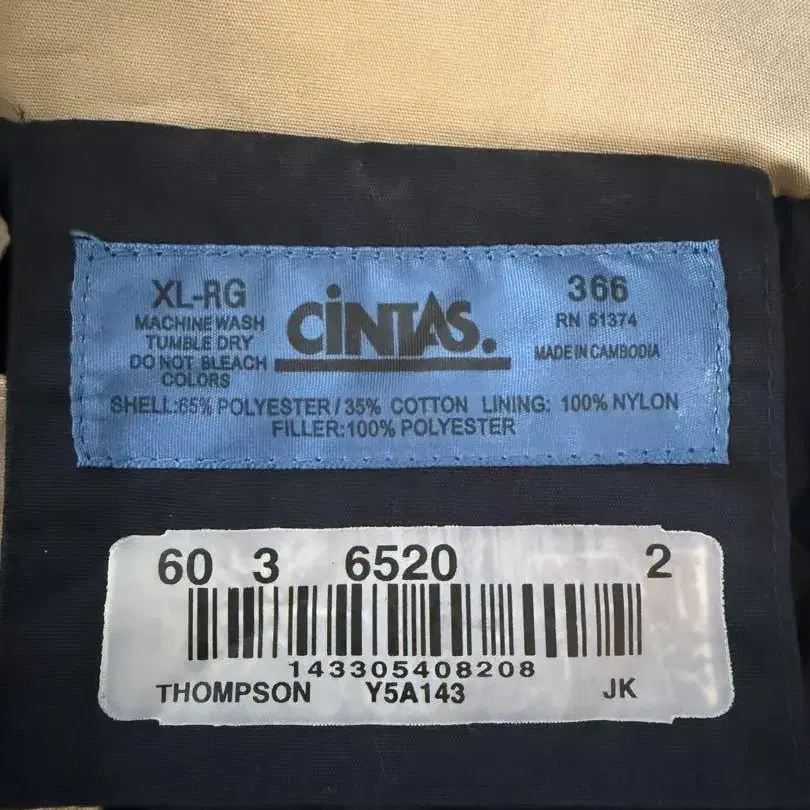 XL-RG
MACHINE WASH
TUMBLE DRY
DO NOT BLEACH
COLORS
CiNTAS.
366
RN 51374
MADE IN CAMBODIA
SHELL:65% POLYESTER/35% COTTON LINING: 100% NYLON
FILLER:100% POLYESTER
60 3 6520 2
143305408208
THOMPSON Y5A143 JK